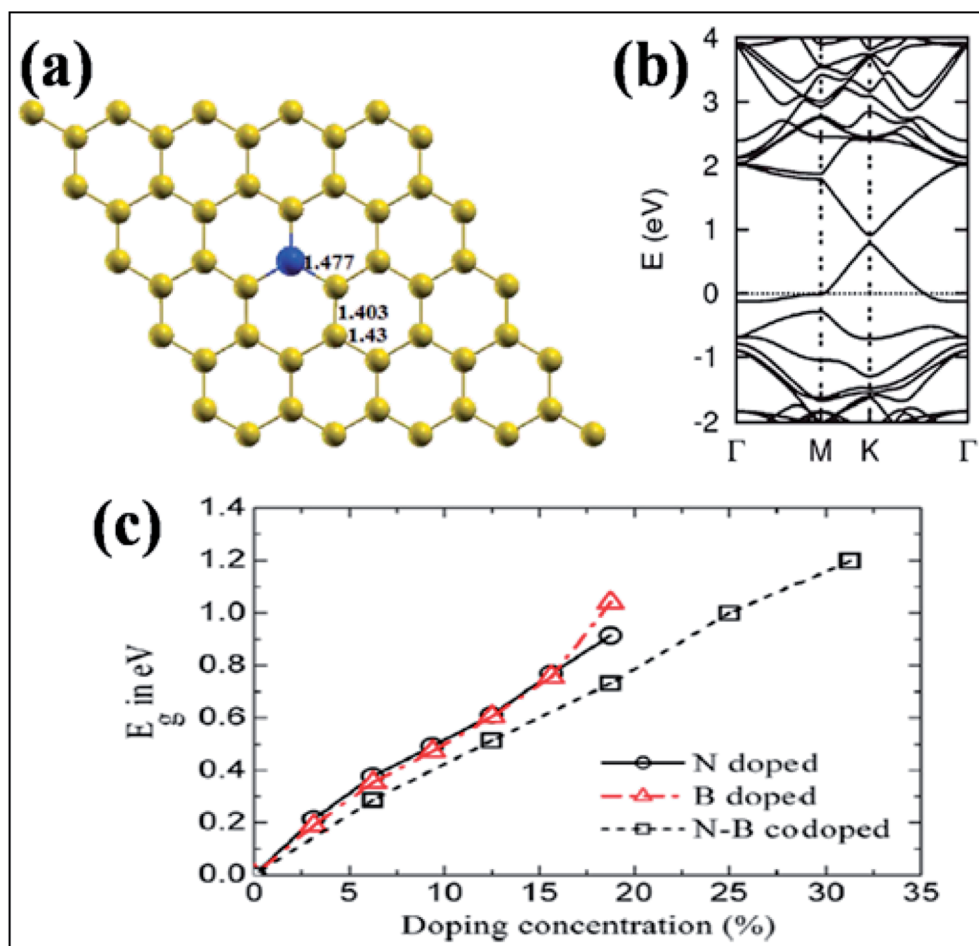 (a)
1.477
1.403
1.43
(b)
4
3
2
1
0
-1
-2
E (eV)
Γ M K Γ
(c)
1.4
1.2
1.0
0.8
0.6
0.4
0.2
0.0
E g in eV
N doped
B doped
N-B codoped
0 5 10 15 20 25 30 35
Doping concentration (%)